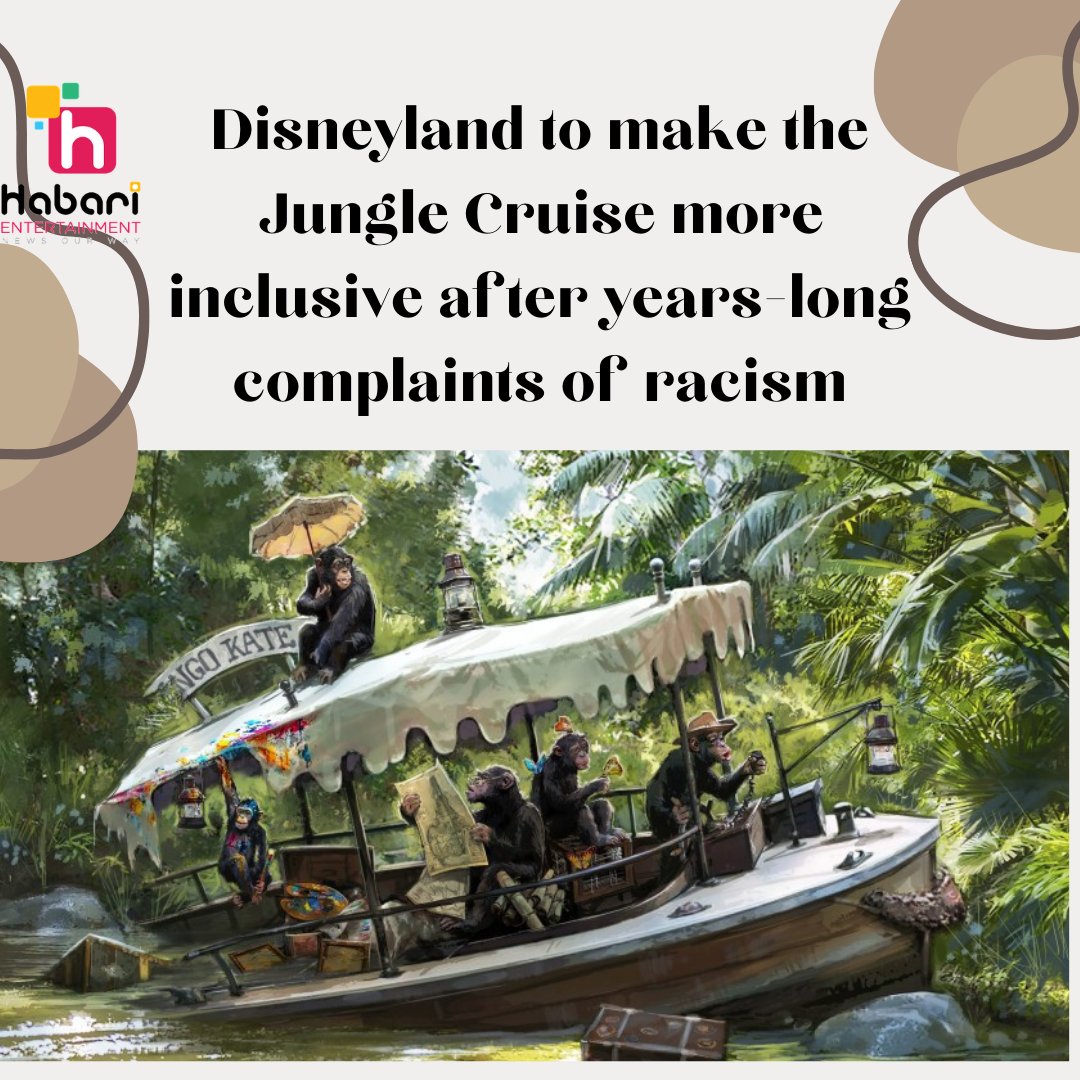 Habari
ENTERTAINMENT
NEWS OUR WAY
Disneyland to make the
Jungle Cruise more
inclusive after years-long
complaints of racism
NGO KATE